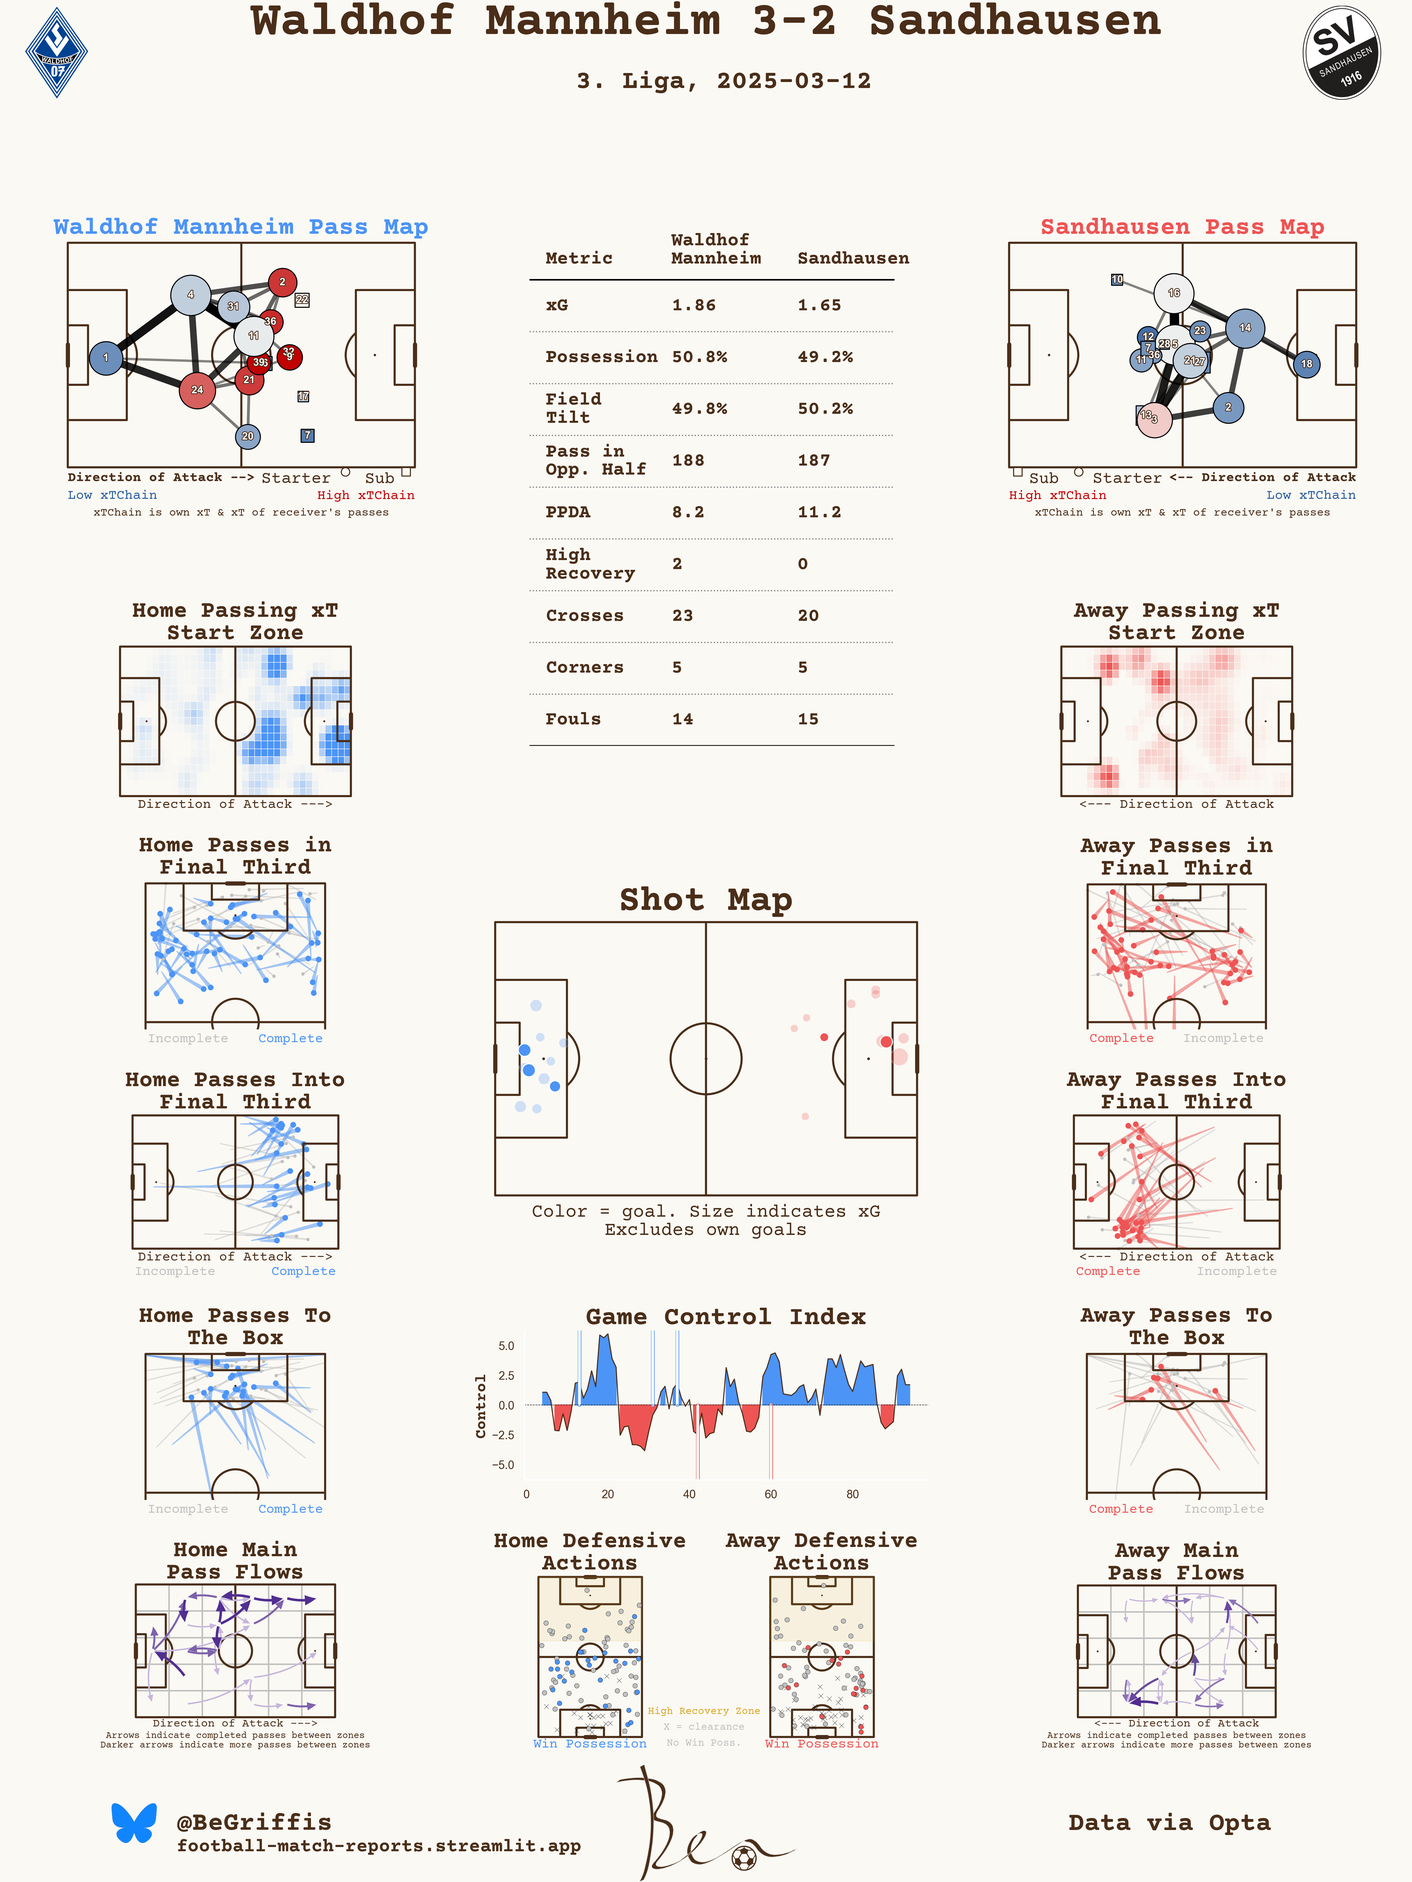 Waldhof Mannheim 3-2 Sandhausen
3. Liga, 2025-03-12
WALDHOF
07
SV
SANDHAUSEN
1916
Waldhof Mannheim Pass Map
4
2
31
22
36
11
1
32
9
39
21
24
17
20
7
Direction of Attack --> Starter Sub
Low xTChain High xTChain
xTChain is own xT & xT of receiver's passes
Metric Waldhof Mannheim Sandhausen
xG 1.86 1.65
Possession 50.8% 49.2%
Field Tilt 49.8% 50.2%
Pass in Opp. Half 188 187
PPDA 8.2 11.2
High Recovery 2 0
Crosses 23 20
Corners 5 5
Fouls 14 15
Sandhausen Pass Map
10
16
14
23
12
28
5
7
36
11
21
27
18
13
3
2
Sub Starter <-- Direction of Attack
High xTChain Low xTChain
xTChain is own xT & xT of receiver's passes
Home Passing xT
Start Zone
Direction of Attack --->
Away Passing xT
Start Zone
<--- Direction of Attack
Home Passes in
Final Third
Incomplete Complete
Away Passes in
Final Third
Complete Incomplete
Shot Map
Color = goal. Size indicates xG
Excludes own goals
Home Passes Into
Final Third
Direction of Attack --->
Incomplete Complete
Away Passes Into
Final Third
<--- Direction of Attack
Complete Incomplete
Home Passes To
The Box
Incomplete Complete
Game Control Index
Control
5.0
2.5
0.0
−2.5
−5.0
0 20 40 60 80
Away Passes To
The Box
Complete Incomplete
Home Main
Pass Flows
Direction of Attack --->
Arrows indicate completed passes between zones
Darker arrows indicate more passes between zones
Home Defensive
Actions
Win Possession
High Recovery Zone
X = clearance
No Win Poss.
Away Defensive
Actions
Win Possession
Away Main
Pass Flows
<--- Direction of Attack
Arrows indicate completed passes between zones
Darker arrows indicate more passes between zones
@BeGriffis
football-match-reports.streamlit.app
Ben
Data via Opta